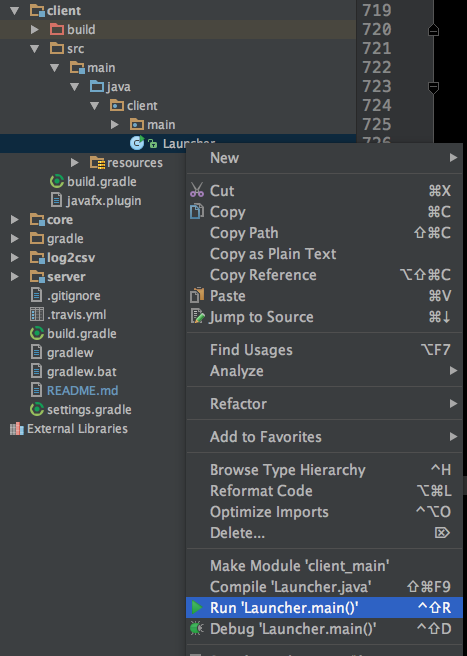 client
build
src
main
java
client
main
Launcher
resources
build.gradle
javafx.plugin
core
gradle
log2csv
server
.gitignore
.travis.yml
build.gradle
gradlew
gradlew.bat
README.md
settings.gradle
External Libraries
719
720
721
722
723
724
725
726
New
Cut ⌘X
Copy ⌘C
Copy Path ⇧⌘C
Copy as Plain Text
Copy Reference ⌥⇧⌘C
Paste ⌘V
Jump to Source ⌘↓
Find Usages ⌥F7
Analyze
Refactor
Add to Favorites
Browse Type Hierarchy ^H
Reformat Code ⌥⌘L
Optimize Imports ^⌥O
Delete... ⌦
Make Module 'client_main'
Compile 'Launcher.java' ⇧⌘F9
Run 'Launcher.main()' ^⇧R
Debug 'Launcher.main()' ^⇧D